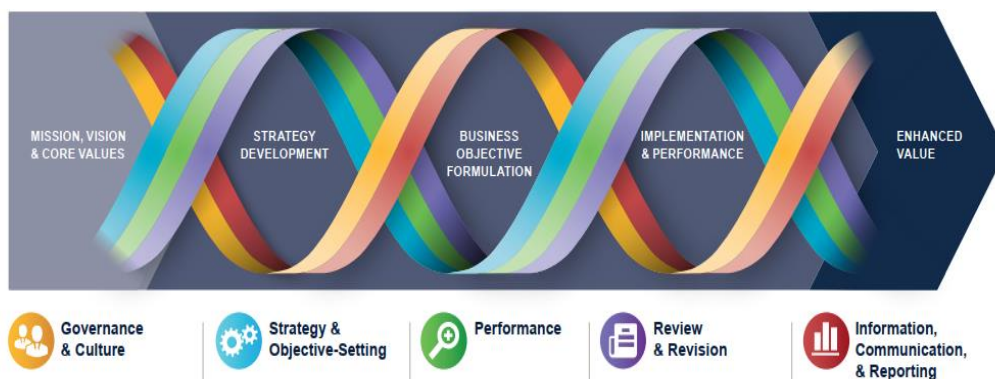 MISSION, VISION
& CORE VALUES
STRATEGY
DEVELOPMENT
BUSINESS
OBJECTIVE
FORMULATION
IMPLEMENTATION
& PERFORMANCE
ENHANCED
VALUE
Governance
& Culture
Strategy &
Objective-Setting
Performance
Review
& Revision
Information,
Communication,
& Reporting